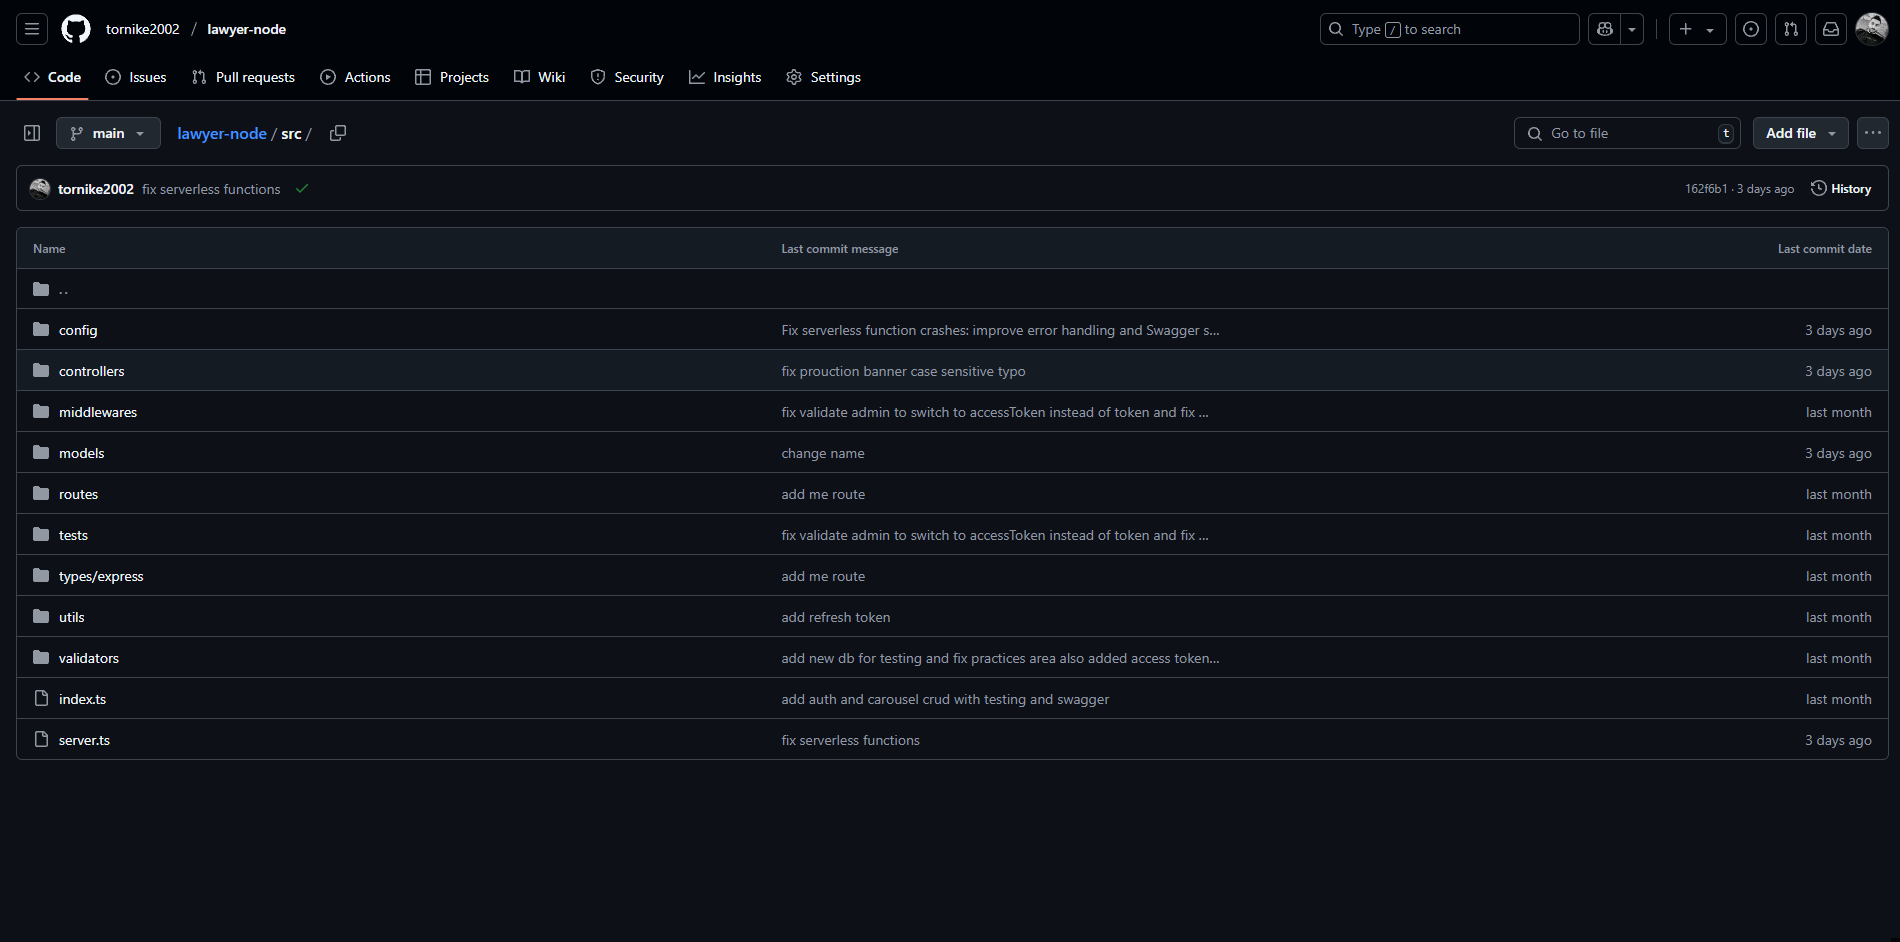 tornike2002 / lawyer-node
Type / to search
Code Issues Pull requests Actions Projects Wiki Security Insights Settings
main
lawyer-node / src /
Go to file t
Add file
tornike2002 fix serverless functions
162f6b1 · 3 days ago History
Name Last commit message Last commit date
..
config Fix serverless function crashes: improve error handling and Swagger s... 3 days ago
controllers fix prouction banner case sensitive typo 3 days ago
middlewares fix validate admin to switch to accessToken instead of token and fix ... last month
models change name 3 days ago
routes add me route last month
tests fix validate admin to switch to accessToken instead of token and fix ... last month
types/express add me route last month
utils add refresh token last month
validators add new db for testing and fix practices area also added access token... last month
index.ts add auth and carousel crud with testing and swagger last month
server.ts fix serverless functions 3 days ago